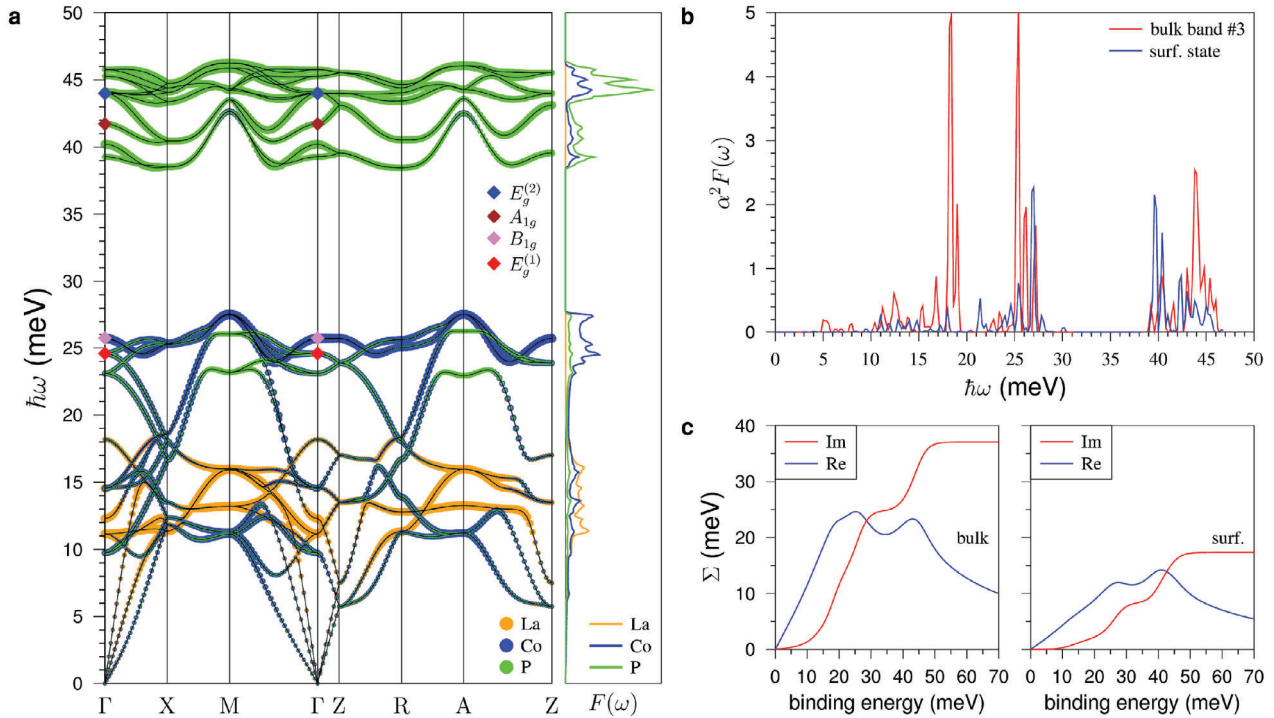 a
50
45
40
35
30
25
20
15
10
5
0
ħω (meV)
E_g^(2)
A_1g
B_1g
E_g^(1)
La
Co
P
La
Co
P
Γ X M Γ Z R A Z
F(ω)
b
5
4
3
2
1
0
α²F(ω)
bulk band #3
surf. state
0 5 10 15 20 25 30 35 40 45 50
ħω (meV)
c
40
30
20
10
0
Σ (meV)
Im
Re
bulk
0 10 20 30 40 50 60 70
binding energy (meV)
Im
Re
surf.
0 10 20 30 40 50 60 70
binding energy (meV)